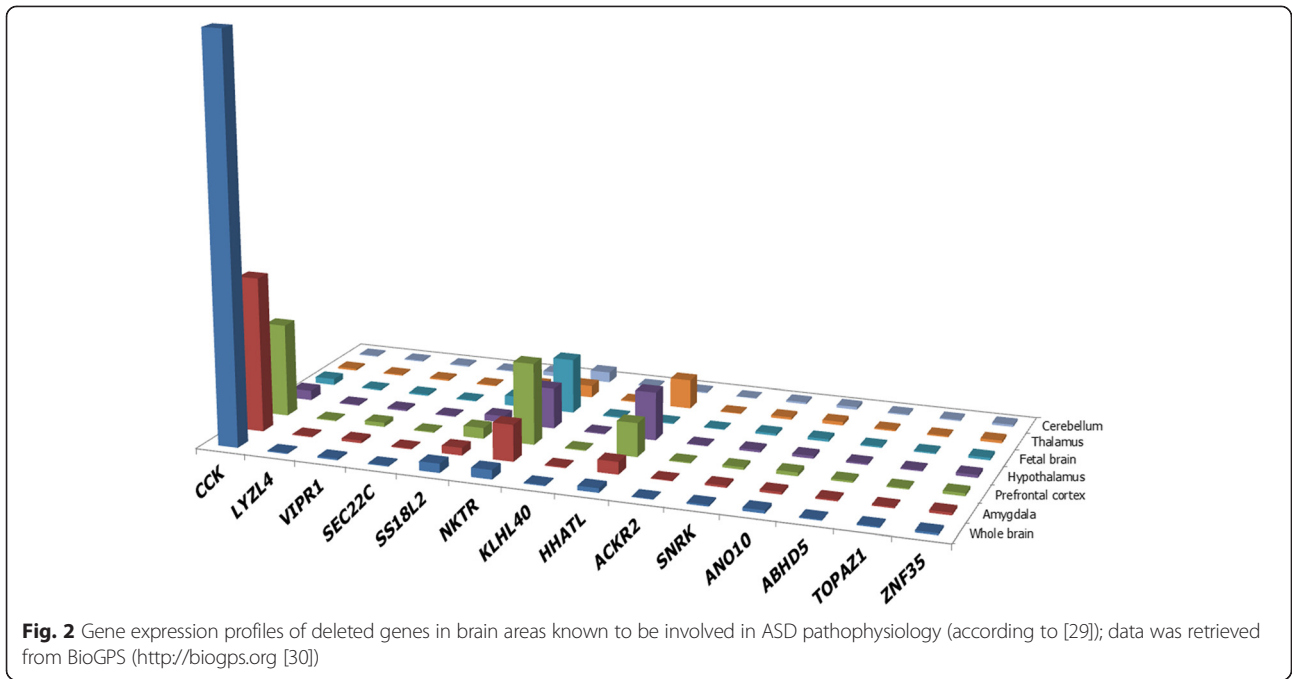 Cerebellum
Thalamus
Fetal brain
Hypothalamus
Prefrontal cortex
Amygdala
Whole brain
CCK
LYZL4
VIPR1
SEC22C
SS18L2
NKTR
KLHL40
HHATL
ACKR2
SNRK
ANO10
ABHD5
TOPAZ1
ZNF35
Fig. 2 Gene expression profiles of deleted genes in brain areas known to be involved in ASD pathophysiology (according to [29]); data was retrieved
from BioGPS (http://biogps.org [30])